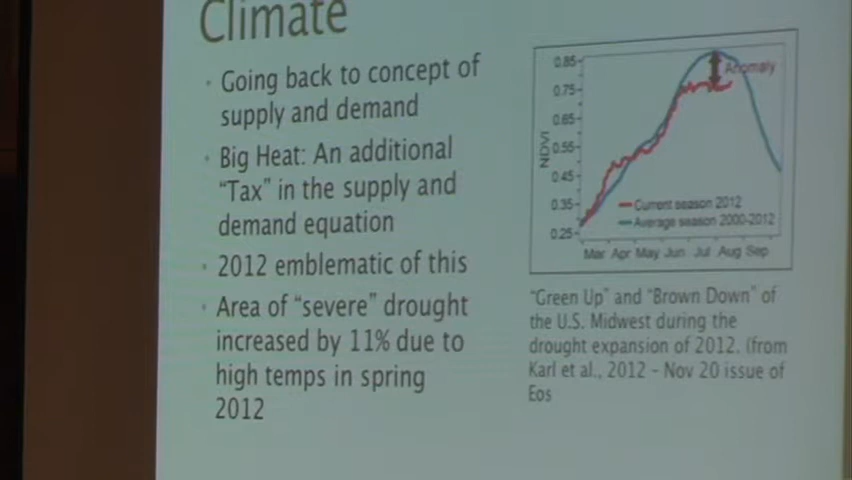 Climate
Going back to concept of
supply and demand
Big Heat: An additional
"Tax" in the supply and
demand equation
2012 emblematic of this
Area of "severe" drought
increased by 11% due to
high temps in spring
2012
0.85
0.75
0.65
0.55
0.45
0.35
0.25
NDVI
Anomaly
Current season 2012
Average season 2000-2012
Mar Apr May Jun Jul Aug Sep
"Green Up" and "Brown Down" of
the U.S. Midwest during the
drought expansion of 2012. (from
Karl et al., 2012 - Nov 20 issue of
Eos